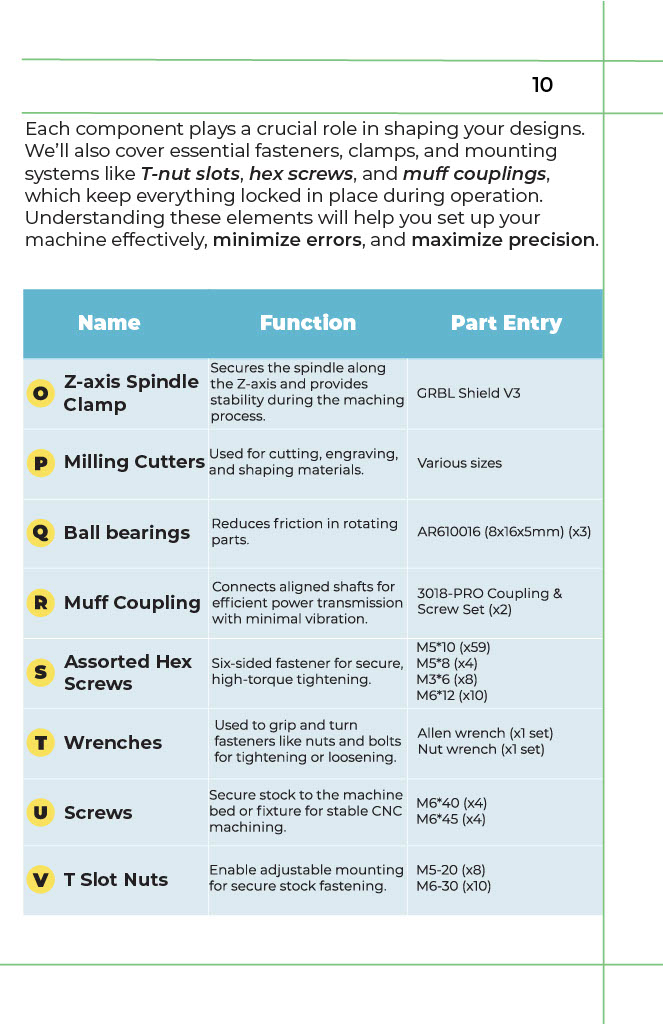 10
Each component plays a crucial role in shaping your designs.
We’ll also cover essential fasteners, clamps, and mounting
systems like T-nut slots, hex screws, and muff couplings,
which keep everything locked in place during operation.
Understanding these elements will help you set up your
machine effectively, minimize errors, and maximize precision.
Name Function Part Entry
O
Z-axis Spindle
Clamp
Secures the spindle along
the Z-axis and provides
stability during the maching
process.
GRBL Shield V3
P
Milling Cutters
Used for cutting, engraving,
and shaping materials.
Various sizes
Q
Ball bearings
Reduces friction in rotating
parts.
AR610016 (8x16x5mm) (x3)
R
Muff Coupling
Connects aligned shafts for
efficient power transmission
with minimal vibration.
3018-PRO Coupling &
Screw Set (x2)
S
Assorted Hex
Screws
Six-sided fastener for secure,
high-torque tightening.
M5*10 (x59)
M5*8 (x4)
M3*6 (x8)
M6*12 (x10)
T
Wrenches
Used to grip and turn
fasteners like nuts and bolts
for tightening or loosening.
Allen wrench (x1 set)
Nut wrench (x1 set)
U
Screws
Secure stock to the machine
bed or fixture for stable CNC
machining.
M6*40 (x4)
M6*45 (x4)
V
T Slot Nuts
Enable adjustable mounting
for secure stock fastening.
M5-20 (x8)
M6-30 (x10)